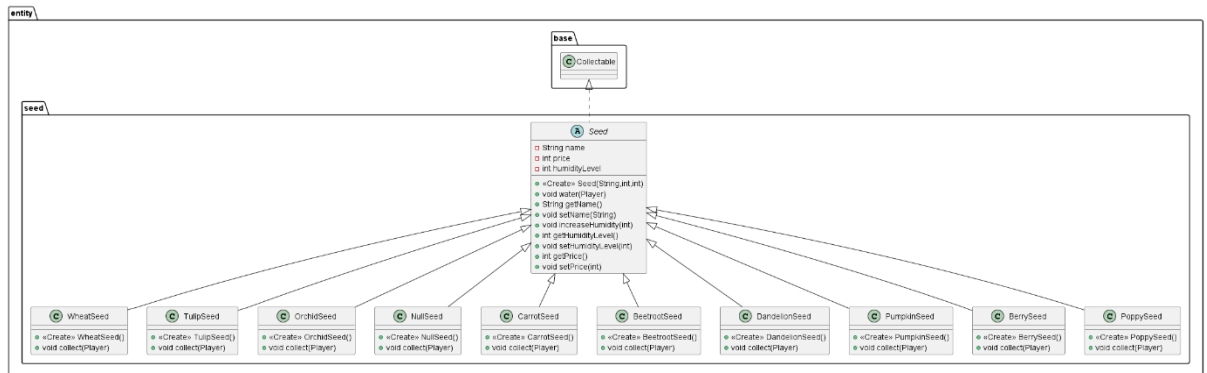 entity
base
C Collectable
seed
A Seed
String name
int price
int humidityLevel
«Create» Seed(String,int,int)
void water(Player)
String getName()
void setName(String)
void increaseHumidity(int)
int getHumidityLevel()
void setHumidityLevel(int)
int getPrice()
void setPrice(int)
C WheatSeed
«Create» WheatSeed()
void collect(Player)
C TulipSeed
«Create» TulipSeed()
void collect(Player)
C OrchidSeed
«Create» OrchidSeed()
void collect(Player)
C NullSeed
«Create» NullSeed()
void collect(Player)
C CarrotSeed
«Create» CarrotSeed()
void collect(Player)
C BeetrootSeed
«Create» BeetrootSeed()
void collect(Player)
C DandelionSeed
«Create» DandelionSeed()
void collect(Player)
C PumpkinSeed
«Create» PumpkinSeed()
void collect(Player)
C BerrySeed
«Create» BerrySeed()
void collect(Player)
C PoppySeed
«Create» PoppySeed()
void collect(Player)